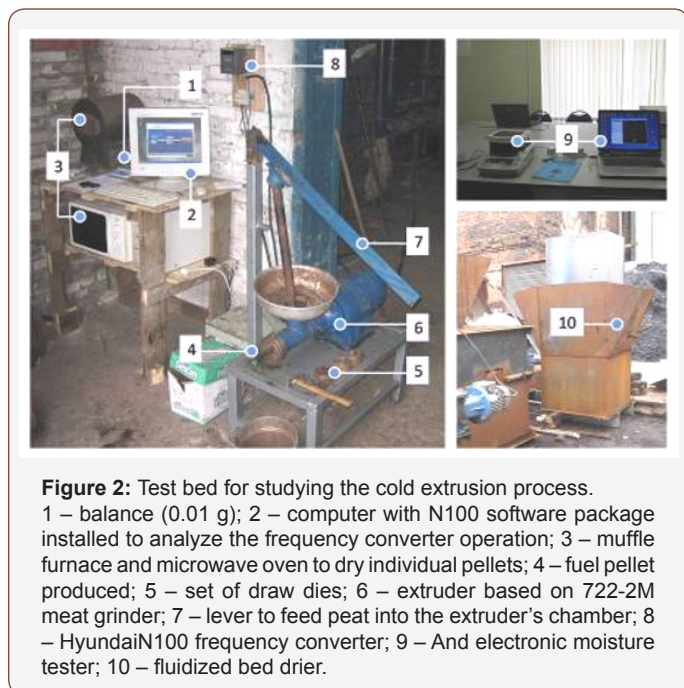 8
1
3
2
7
6
4
5
9
10
Figure 2: Test bed for studying the cold extrusion process.
1 – balance (0.01 g); 2 – computer with N100 software package
installed to analyze the frequency converter operation; 3 – muffle
furnace and microwave oven to dry individual pellets; 4 – fuel pellet
produced; 5 – set of draw dies; 6 – extruder based on 722-2M
meat grinder; 7 – lever to feed peat into the extruder’s chamber; 8
– HyundaiN100 frequency converter; 9 – And electronic moisture
tester; 10 – fluidized bed drier.